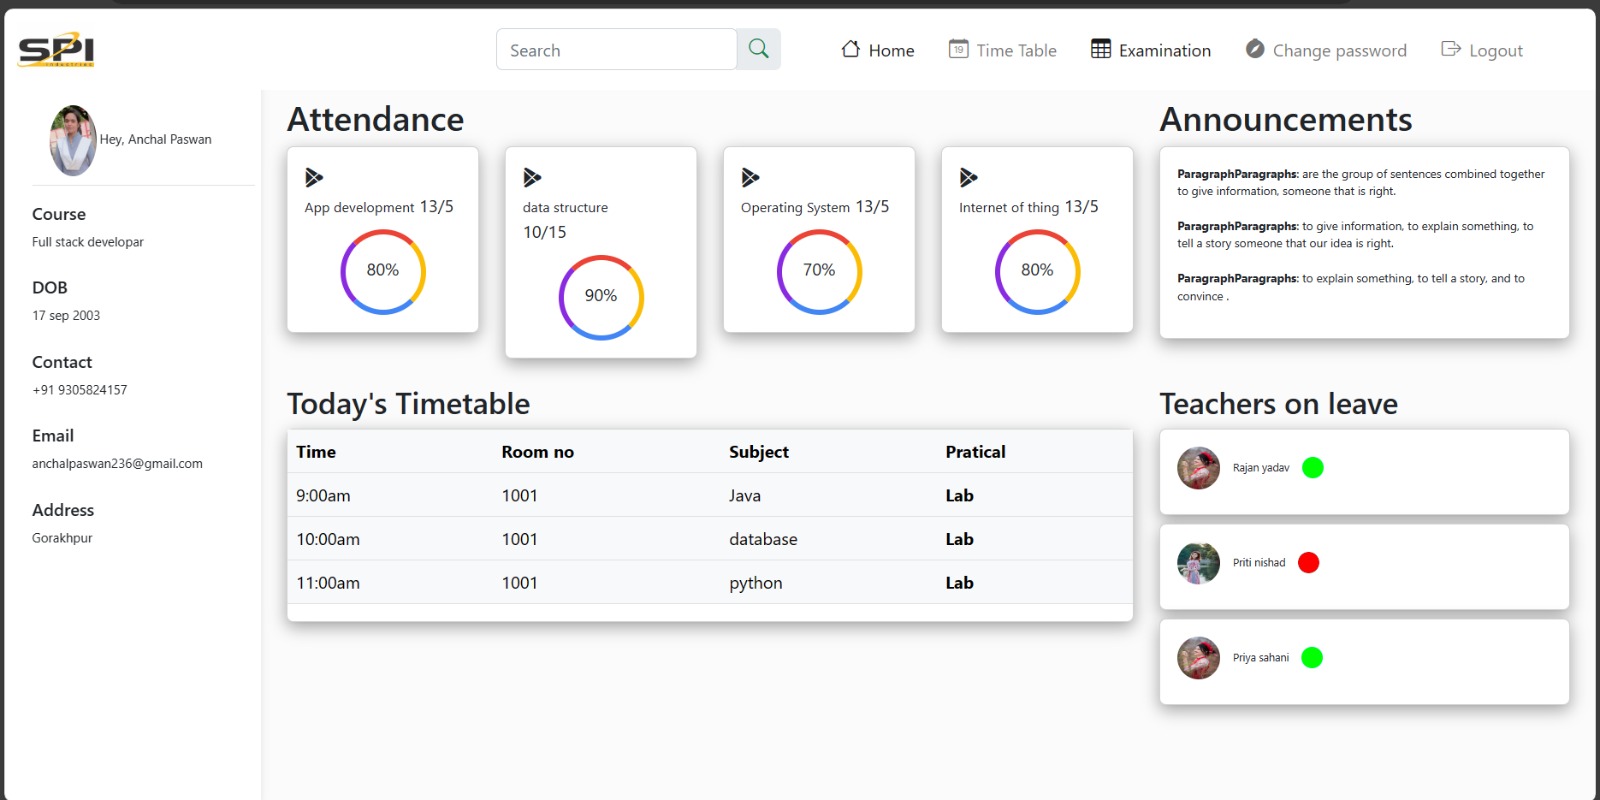 SPI
industries
Search
Home
19
Time Table
Examination
Change password
Logout
Hey, Anchal Paswan
Course
Full stack developar
DOB
17 sep 2003
Contact
+91 9305824157
Email
anchalpaswan236@gmail.com
Address
Gorakhpur
Attendance
App development 13/5
80%
data structure
10/15
90%
Operating System 13/5
70%
Internet of thing 13/5
80%
Announcements
ParagraphParagraphs: are the group of sentences combined together
to give information, someone that is right.
ParagraphParagraphs: to give information, to explain something, to
tell a story someone that our idea is right.
ParagraphParagraphs: to explain something, to tell a story, and to
convince .
Today's Timetable
Time Room no Subject Pratical
9:00am 1001 Java Lab
10:00am 1001 database Lab
11:00am 1001 python Lab
Teachers on leave
Rajan yadav
Priti nishad
Priya sahani